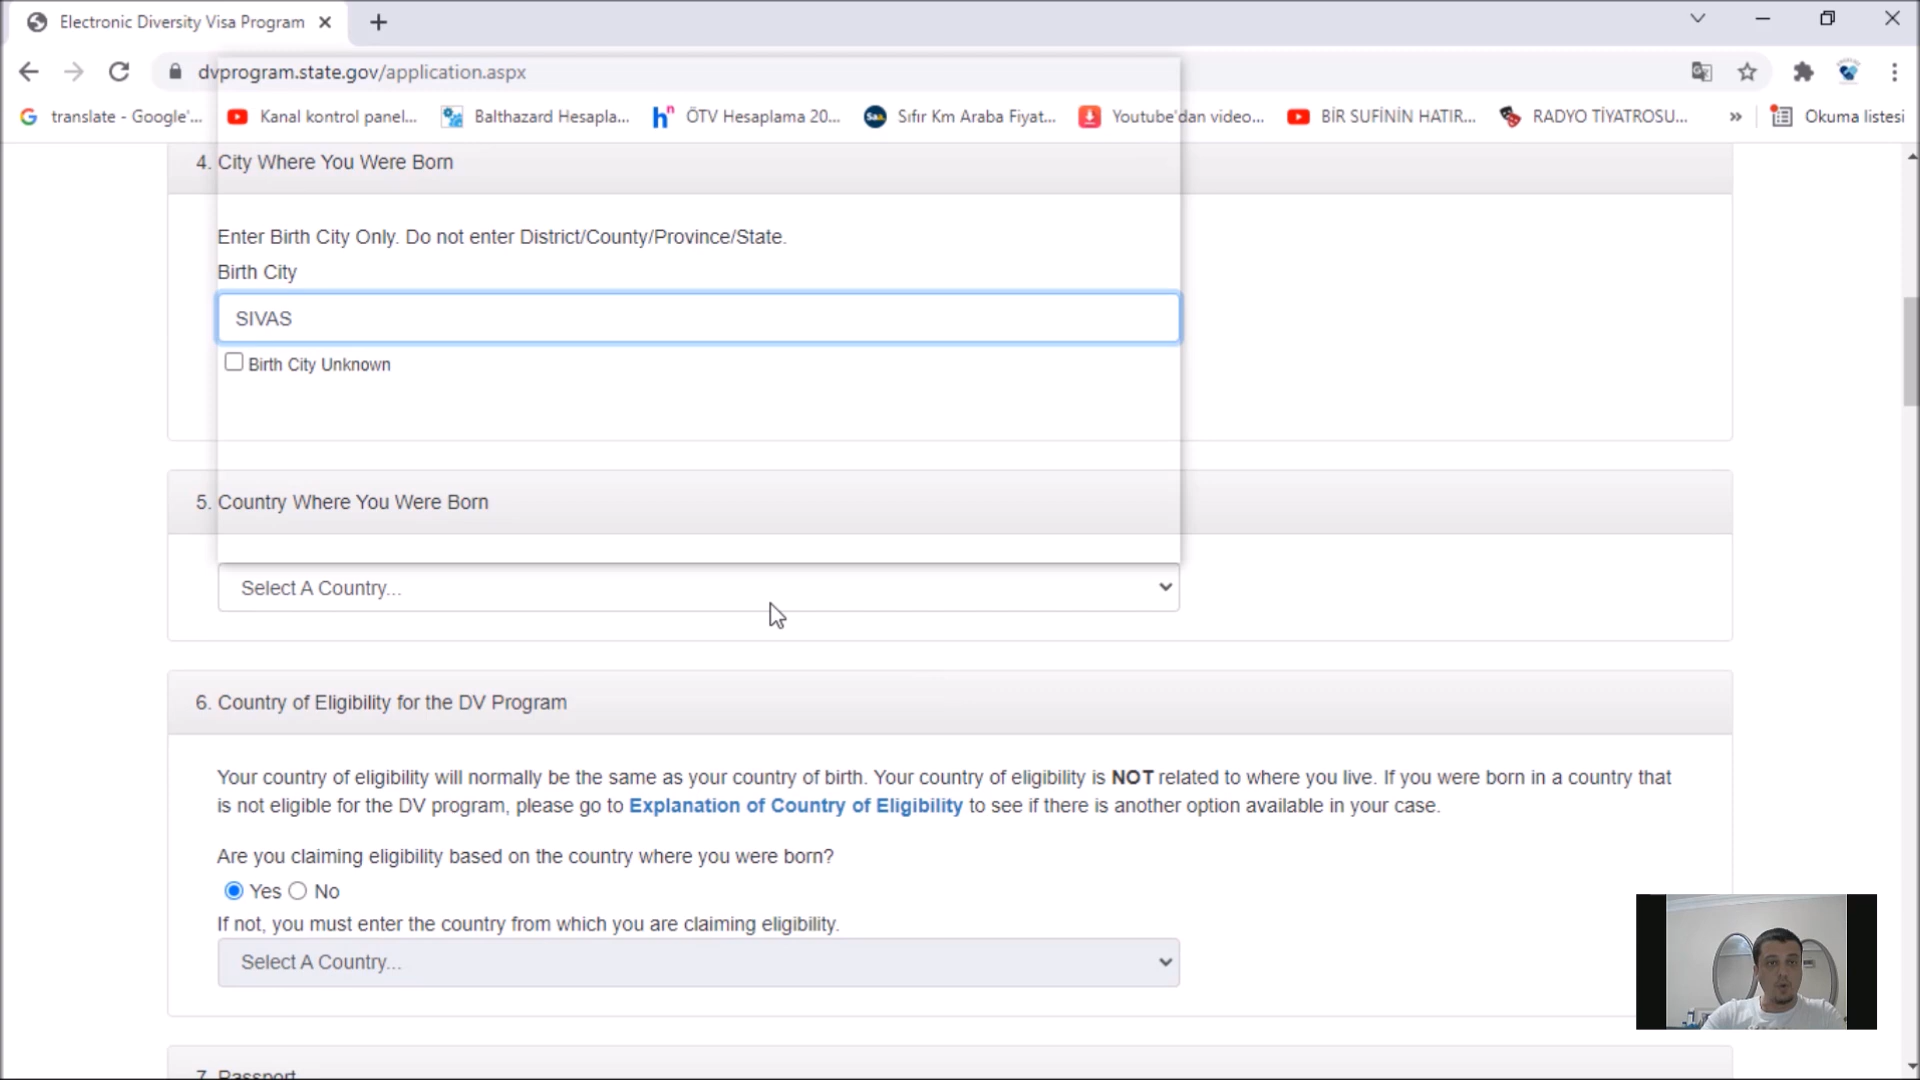 Electronic Diversity Visa Program
dvprogram.state.gov/application.aspx
translate - Google'...
Kanal kontrol panel...
Balthazard Hesapla...
ÖTV Hesaplama 20...
Sıfır Km Araba Fiyat...
Youtube'dan video...
BİR SUFİNİN HATIR...
RADYO TİYATROSU...
»
Okuma listesi
4. City Where You Were Born
Enter Birth City Only. Do not enter District/County/Province/State.
Birth City
SIVAS
Birth City Unknown
5. Country Where You Were Born
Select A Country...
6. Country of Eligibility for the DV Program
Your country of eligibility will normally be the same as your country of birth. Your country of eligibility is NOT related to where you live. If you were born in a country that
is not eligible for the DV program, please go to Explanation of Country of Eligibility to see if there is another option available in your case.
Are you claiming eligibility based on the country where you were born?
Yes No
If not, you must enter the country from which you are claiming eligibility.
Select A Country...
7. Passport